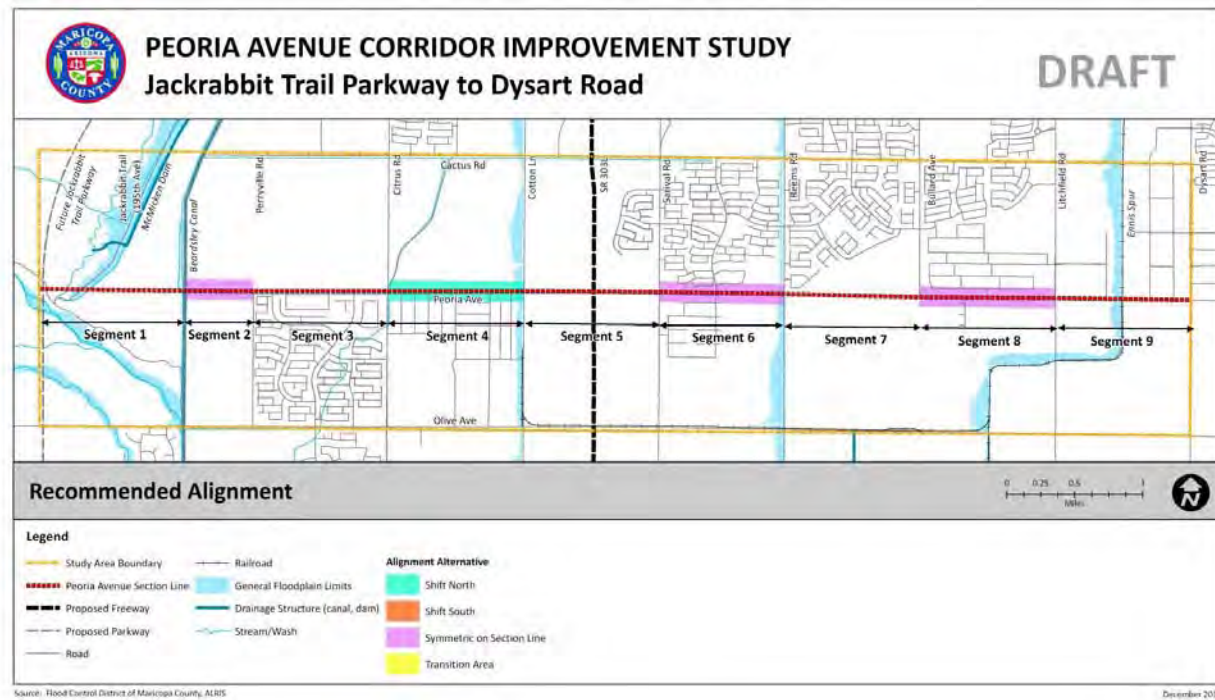 MARICOPA
ARIZONA
COUNTY
PEORIA AVENUE CORRIDOR IMPROVEMENT STUDY
Jackrabbit Trail Parkway to Dysart Road
DRAFT
Future Jackrabbit
Trail Parkway
Jackrabbit Trail
(195th Ave)
McMicken Dam
Beardsley Canal
Perryville Rd
Citrus Rd
Cactus Rd
Cotton Ln
SR 303L
Sarival Rd
Reems Rd
Bullard Ave
Litchfield Rd
Ennis Spur
Dysart Rd
Peoria Ave
Segment 1
Segment 2
Segment 3
Segment 4
Segment 5
Segment 6
Segment 7
Segment 8
Segment 9
Olive Ave
Recommended Alignment
0 0.25 0.5 1
Miles
N
Legend
Study Area Boundary
Peoria Avenue Section Line
Proposed Freeway
Proposed Parkway
Road
Railroad
General Floodplain Limits
Drainage Structure (canal, dam)
Stream/Wash
Alignment Alternative
Shift North
Shift South
Symmetric on Section Line
Transition Area
Source: Flood Control District of Maricopa County, ALRIS
December